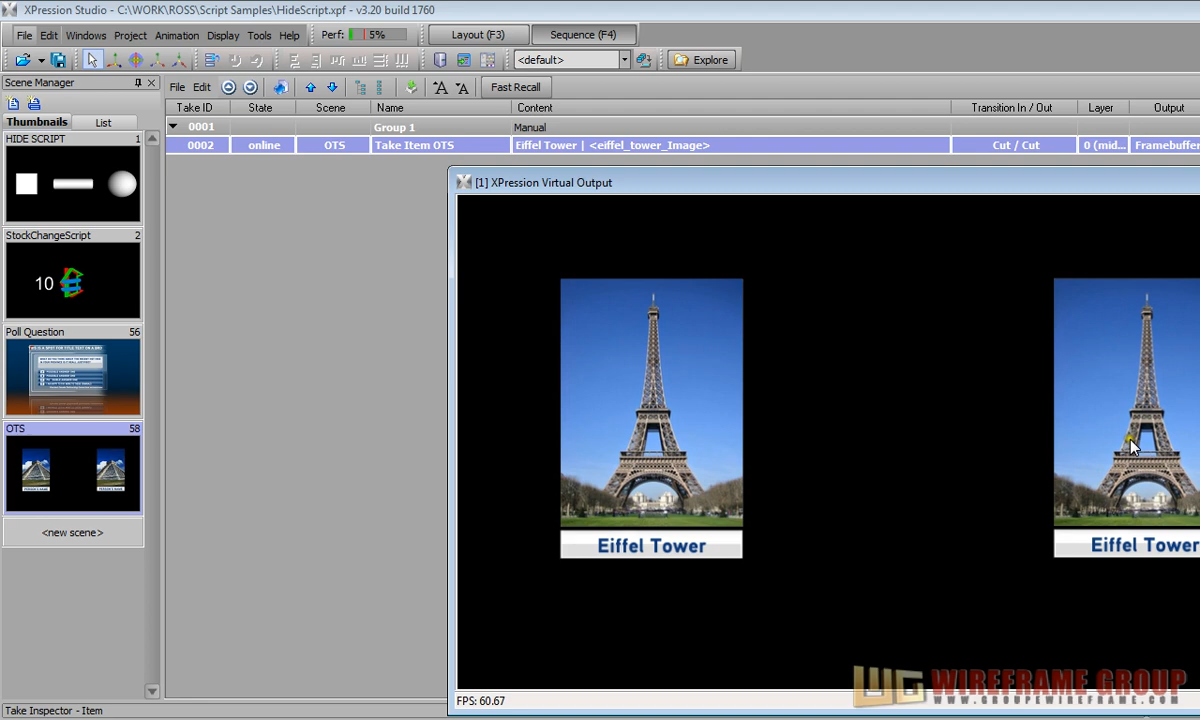 XPression Studio - C:\WORK\ROSS\Script Samples\HideScript.xpf - v3.20 build 1760
File Edit Windows Project Animation Display Tools Help Perf: 5% Layout (F3) Sequence (F4)
<default> Explore
Scene Manager
Thumbnails List
HIDE SCRIPT 1
StockChangeScript 2
10
Poll Question 56
OTS 58
<new scene>
File Edit Fast Recall
Take ID State Scene Name Content Transition In / Out Layer Output
0001 Group 1 Manual
0002 online OTS Take Item OTS Eiffel Tower | <eiffel_tower_Image> Cut / Cut 0 (mid... Framebuffer
[1] XPression Virtual Output
Eiffel Tower
Eiffel Tower
FPS: 60.67
WG WIREFRAME GROUP
WWW.GROUPEWIREFRAME.COM
Take Inspector - Item